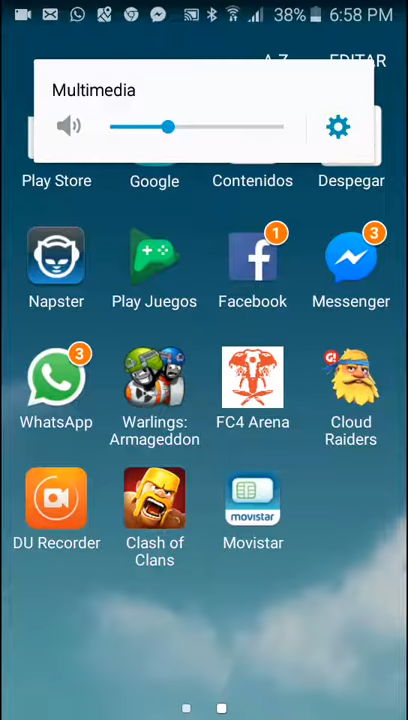 38% 6:58 PM
A-Z EDITAR
Multimedia
Play Store Google Contenidos Despegar
1 3
Napster Play Juegos Facebook Messenger
3 G!
WhatsApp Warlings: FC4 Arena Cloud
Armageddon Raiders
movistar
DU Recorder Clash of Movistar
Clans